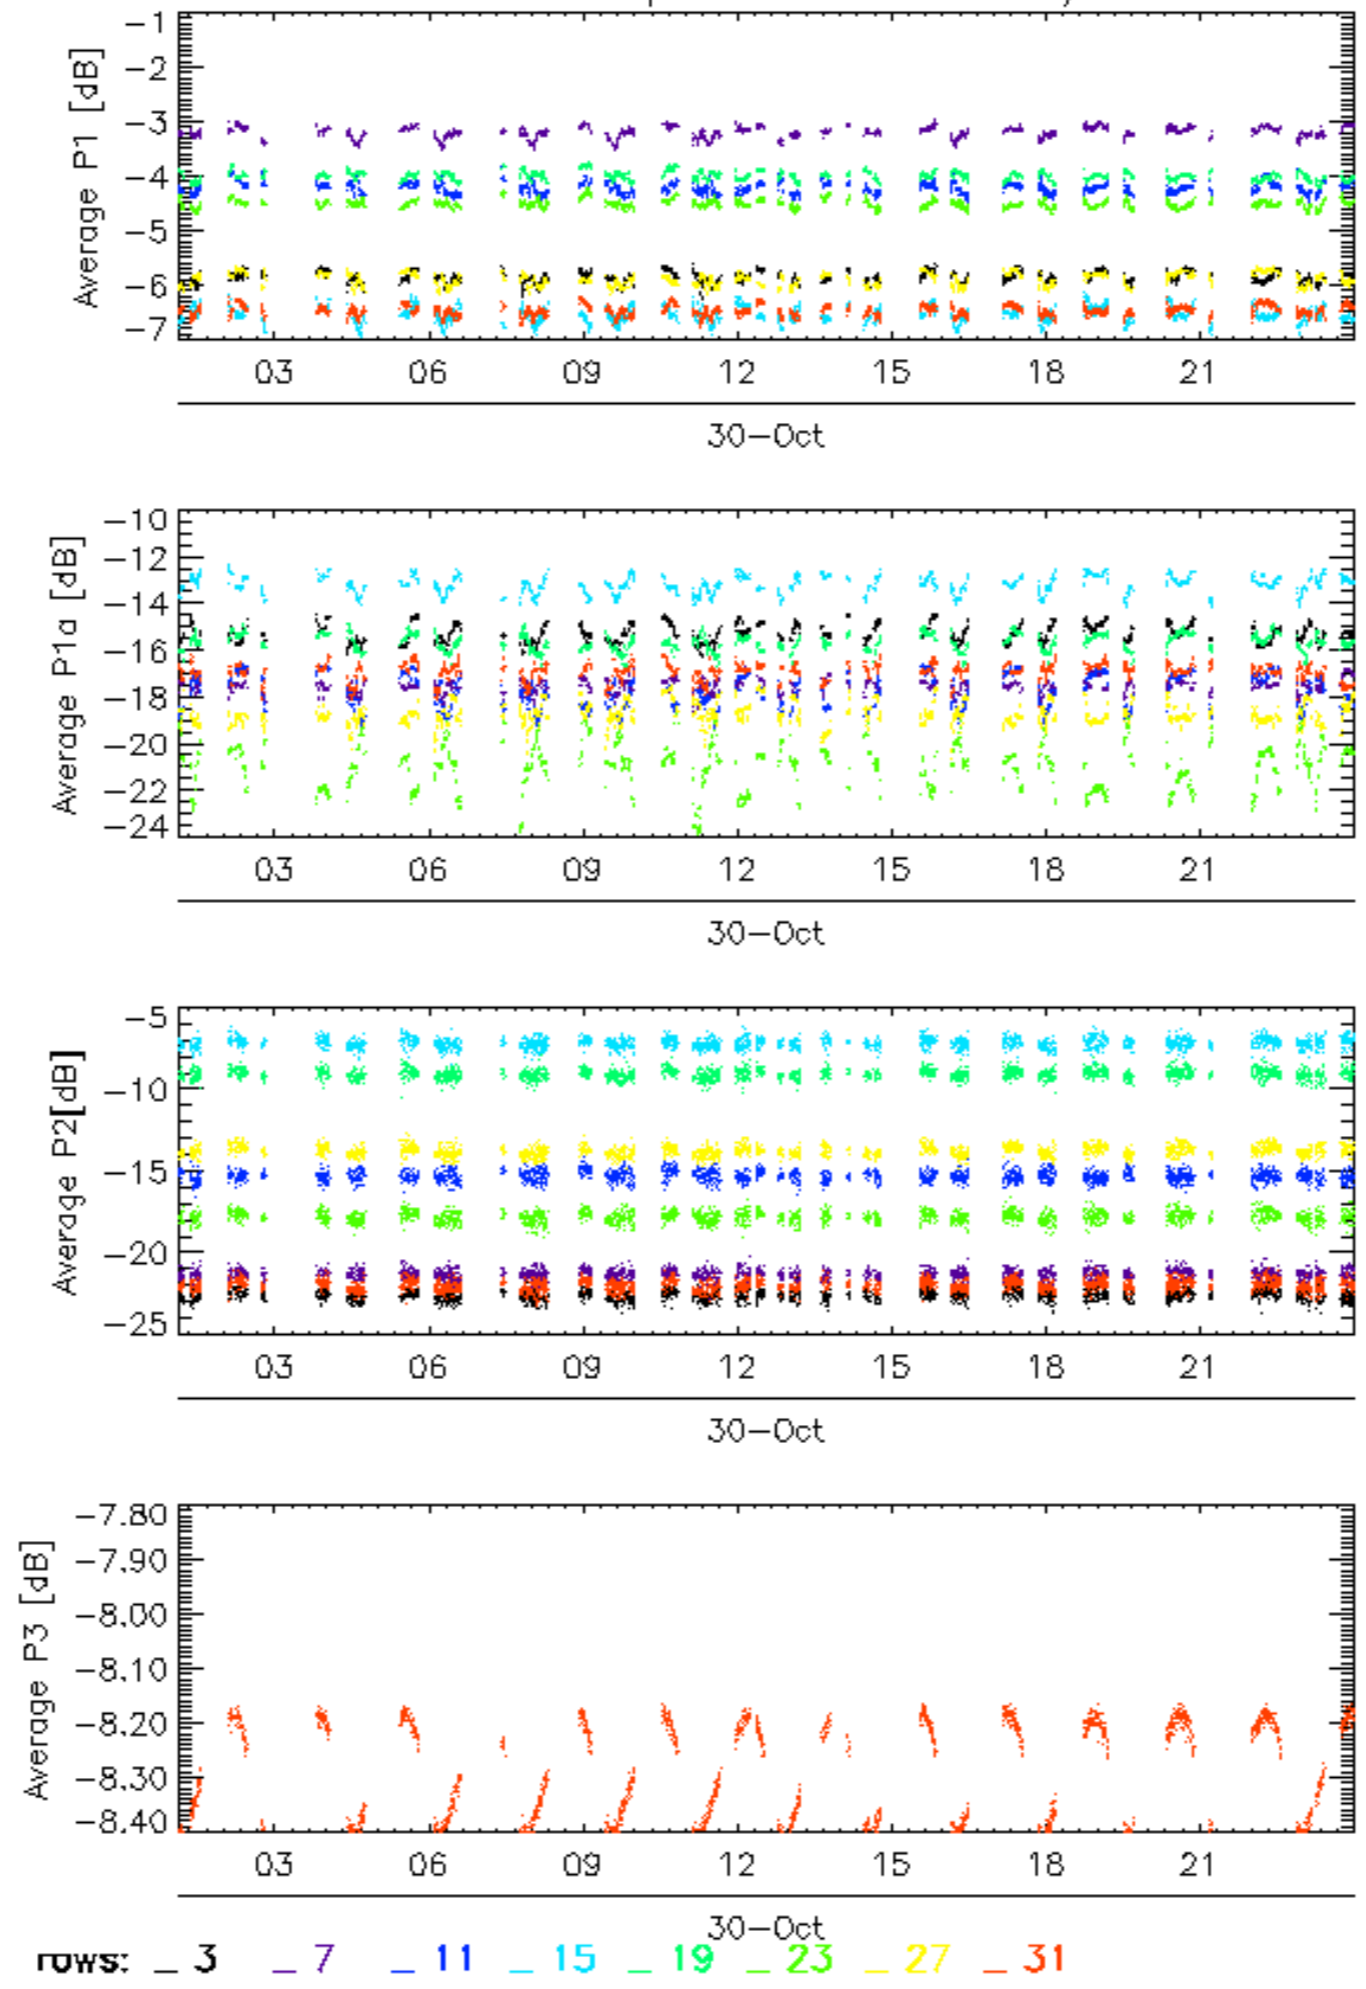 -1
-2
-3
-4
-5
-6
-7
Average P1 [dB]
03 06 09 12 15 18 21
30-Oct
-10
-12
-14
-16
-18
-20
-22
-24
Average P1a [dB]
03 06 09 12 15 18 21
30-Oct
-5
-10
-15
-20
-25
Average P2[dB]
03 06 09 12 15 18 21
30-Oct
-7.80
-7.90
-8.00
-8.10
-8.20
-8.30
-8.40
Average P3 [dB]
03 06 09 12 15 18 21
30-Oct
rows: _ 3 _ 7 _ 11 _ 15 _ 19 _ 23 _ 27 _ 31